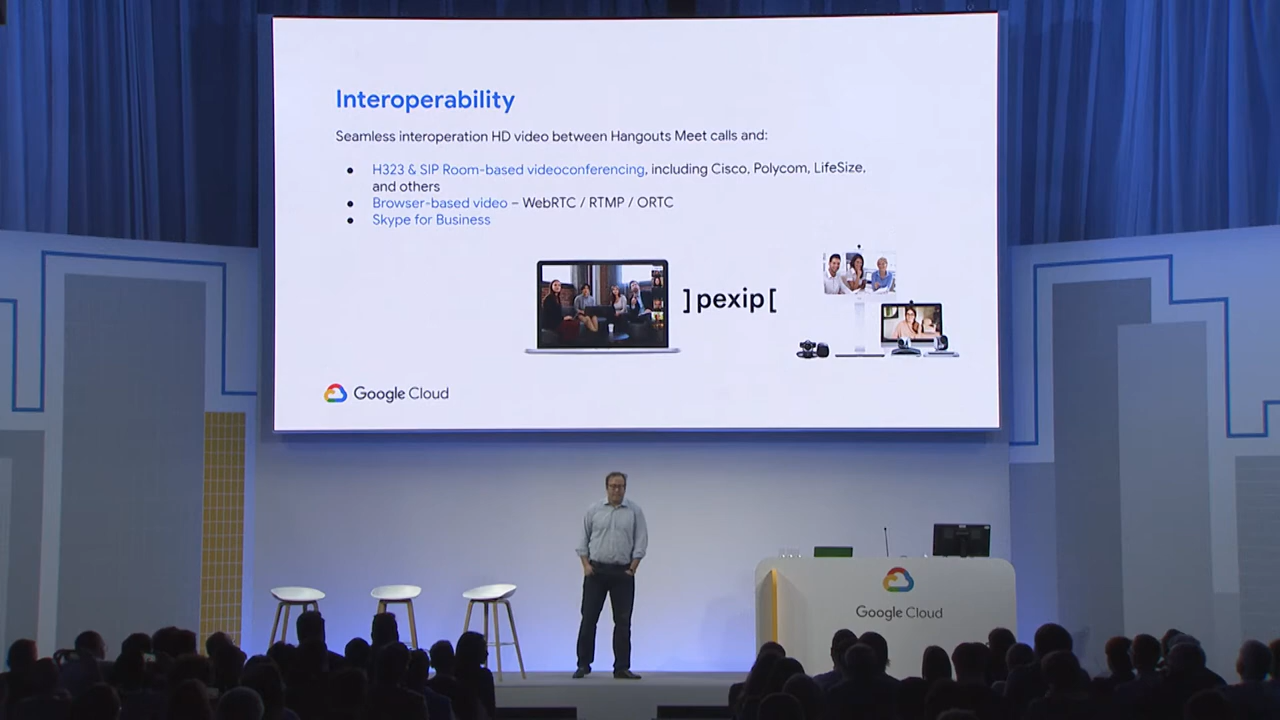 Interoperability
Seamless interoperation HD video between Hangouts Meet calls and:
● H323 & SIP Room-based videoconferencing, including Cisco, Polycom, LifeSize,
and others
● Browser-based video – WebRTC / RTMP / ORTC
● Skype for Business
]pexip[
Google Cloud
Google Cloud